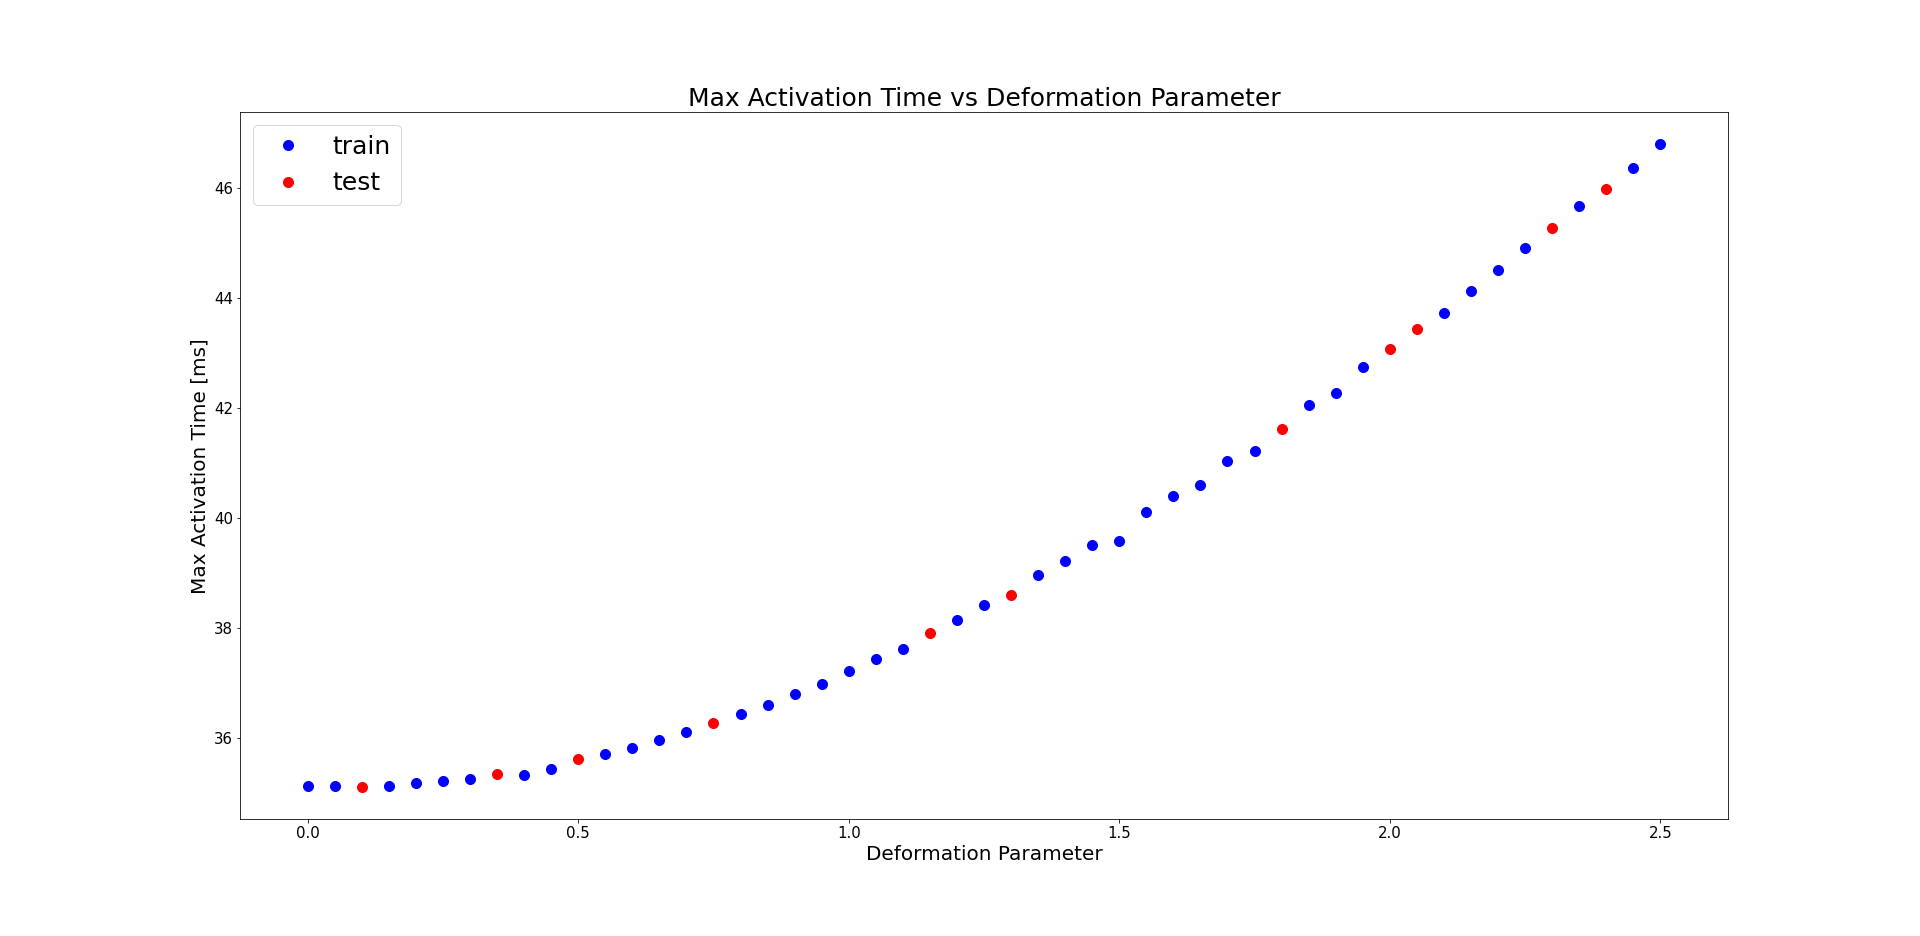 Max Activation Time vs Deformation Parameter
train
test
46
44
42
40
38
36
Max Activation Time [ms]
0.0 0.5 1.0 1.5 2.0 2.5
Deformation Parameter